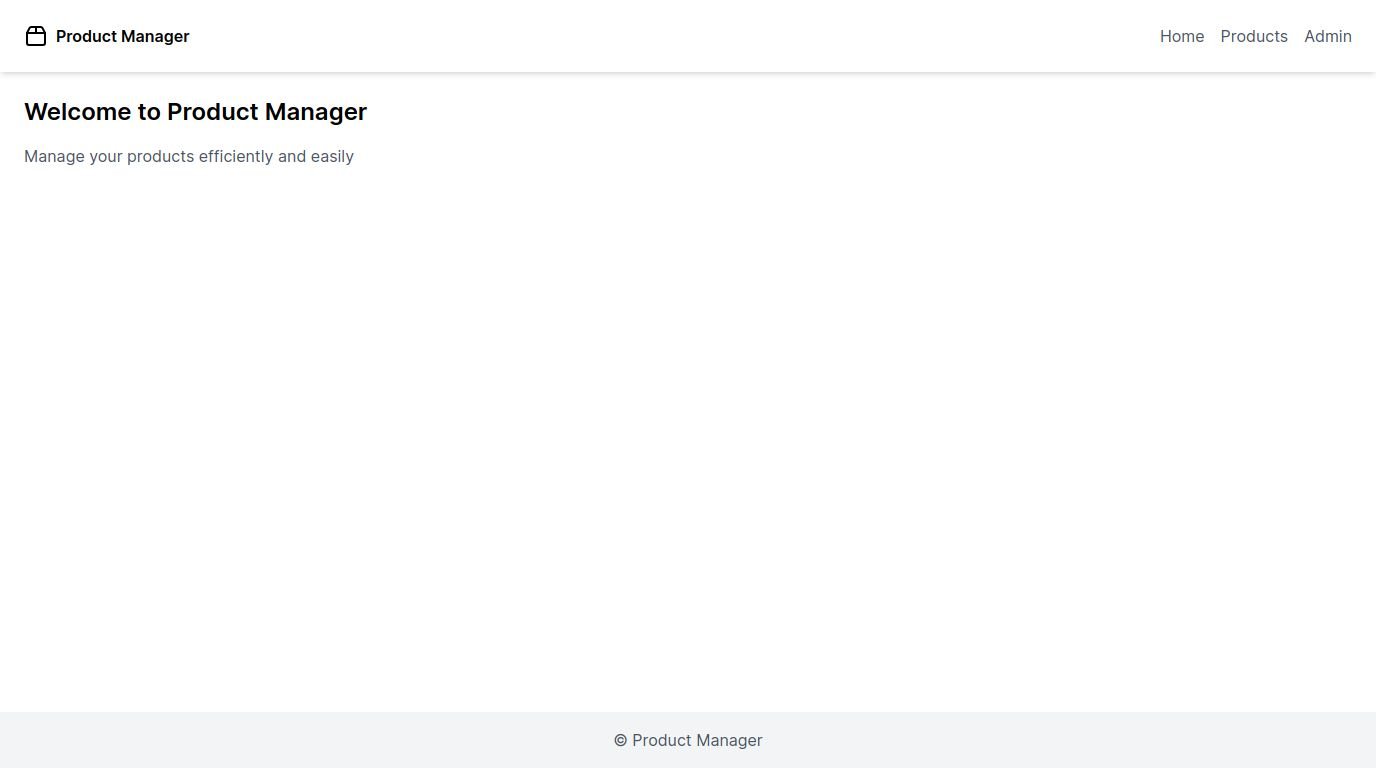 Product Manager
Home Products Admin
Welcome to Product Manager
Manage your products efficiently and easily
© Product Manager